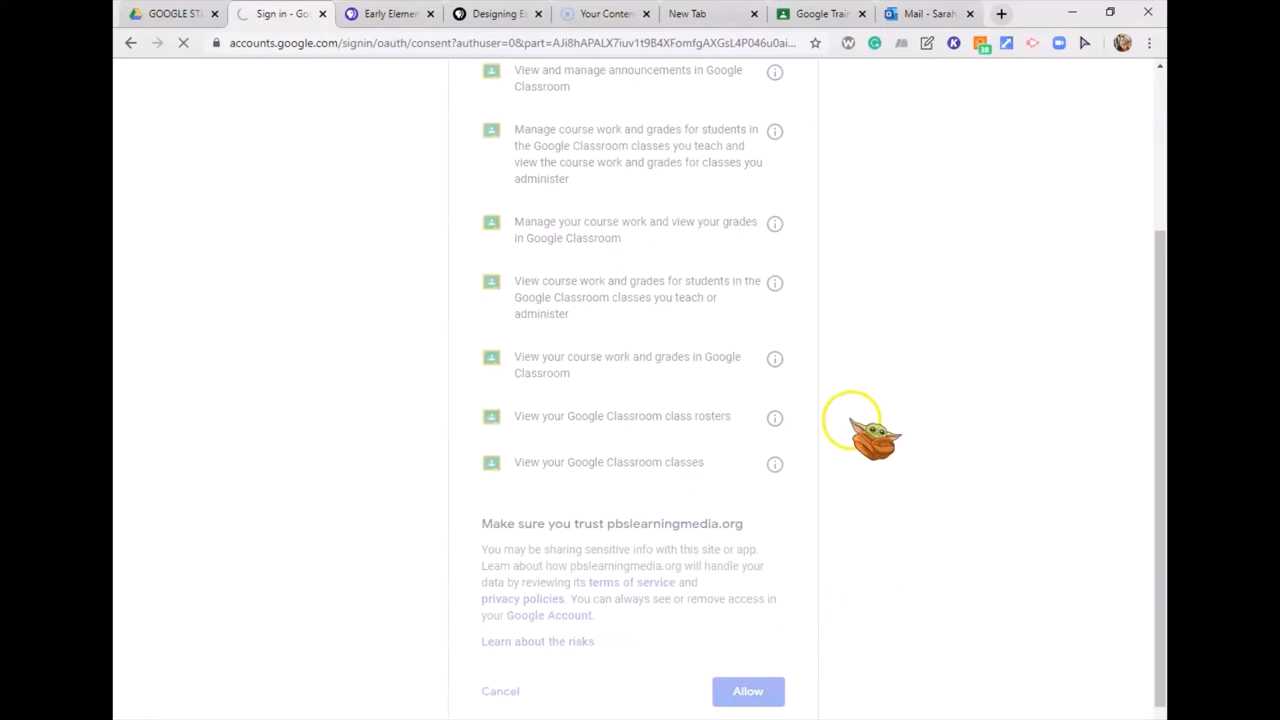 GOOGLE STU
Sign in - Goo
Early Elemen
Designing Ec
Your Conten
New Tab
Google Train
Mail - Sarah
accounts.google.com/signin/oauth/consent?authuser=0&part=AJi8hAPALX7iuv1t9B4XFomfgAXGsL4P046u0ai...
38
View and manage announcements in Google
Classroom
Manage course work and grades for students in
the Google Classroom classes you teach and
view the course work and grades for classes you
administer
Manage your course work and view your grades
in Google Classroom
View course work and grades for students in the
Google Classroom classes you teach or
administer
View your course work and grades in Google
Classroom
View your Google Classroom class rosters
View your Google Classroom classes
Make sure you trust pbslearningmedia.org
You may be sharing sensitive info with this site or app.
Learn about how pbslearningmedia.org will handle your
data by reviewing its terms of service and
privacy policies. You can always see or remove access in
your Google Account.
Learn about the risks
Cancel
Allow